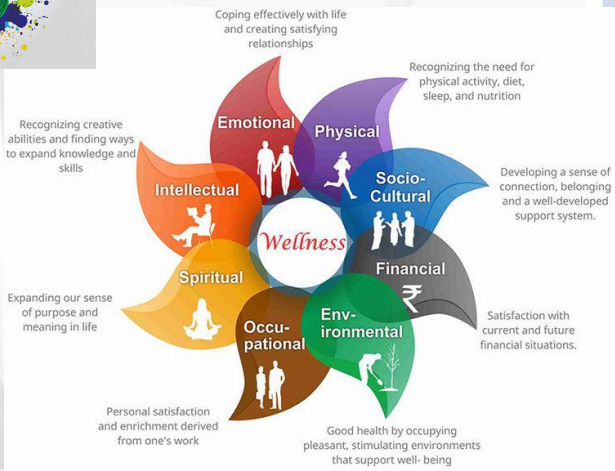 Coping effectively with life
and creating satisfying
relationships
Emotional
Recognizing the need for
physical activity, diet,
sleep, and nutrition
Physical
Developing a sense of
connection, belonging
and a well-developed
support system.
Socio-
Cultural
Satisfaction with
current and future
financial situations.
Financial
₹
Good health by occupying
pleasant, stimulating environments
that support well- being
Env-
ironmental
Personal satisfaction
and enrichment derived
from one's work
Occu-
pational
Expanding our sense
of purpose and
meaning in life
Spiritual
Recognizing creative
abilities and finding ways
to expand knowledge and
skills
Intellectual
Wellness